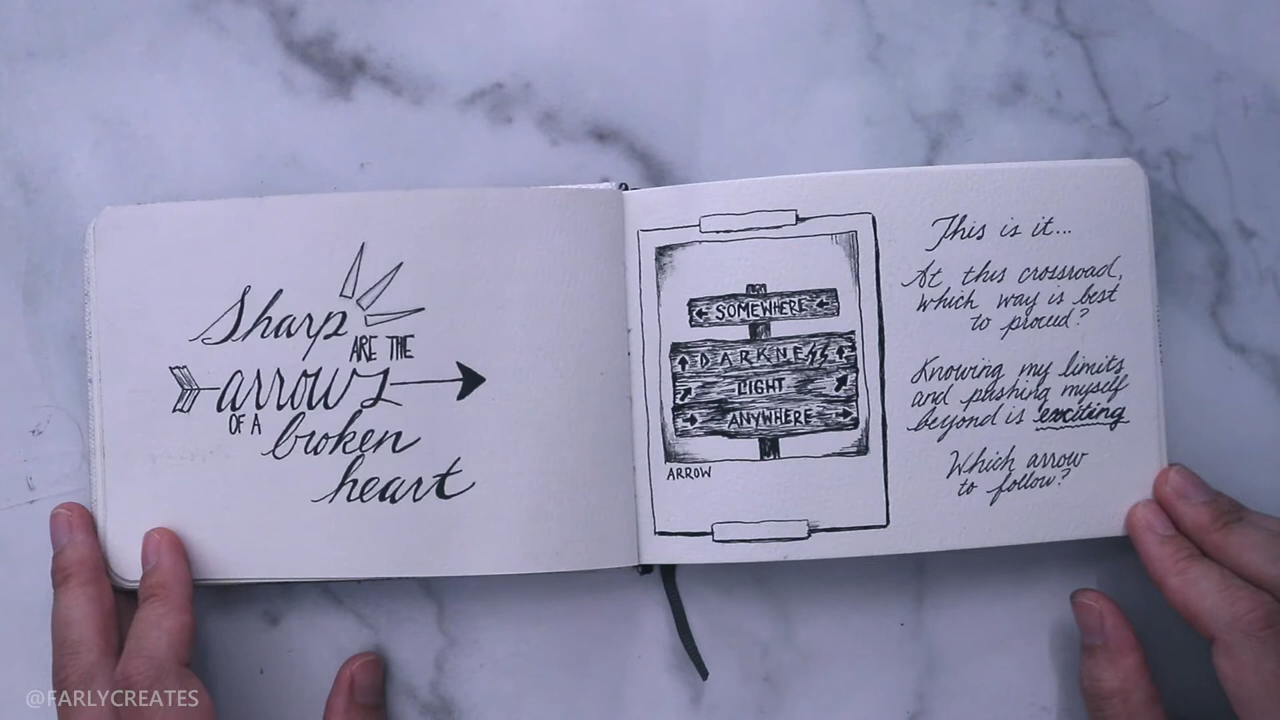 Sharp
ARE THE
arrows
OF A
broken
heart
← SOMEWHERE ←
↑ DARKNESS ↑
↗ LIGHT ↗
→ ANYWHERE →
ARROW
This is it...
At this crossroad,
which way is best
to proceed?
Knowing my limits
and pushing myself
beyond is exciting
Which arrow
to follow?
@FARLYCREATES